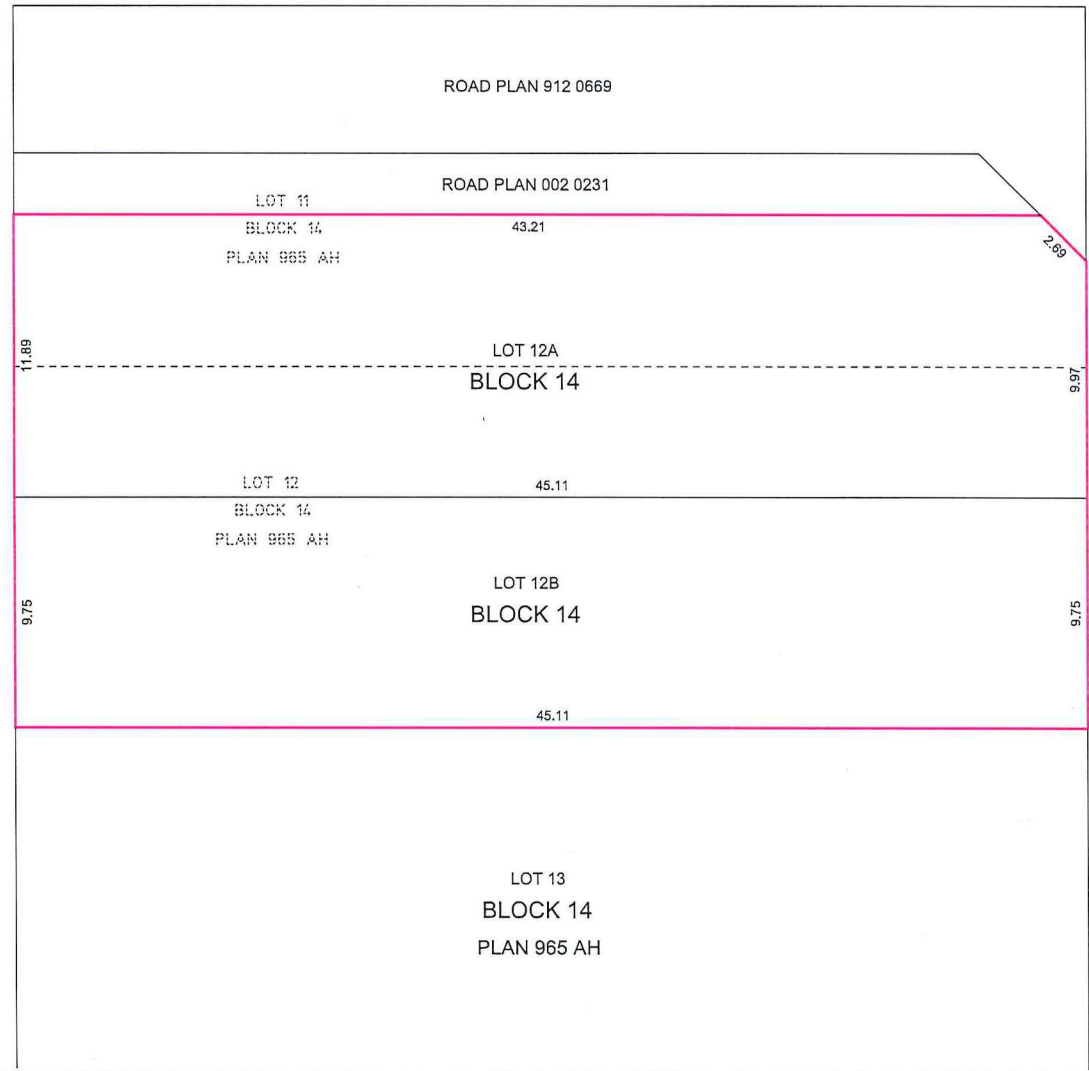 ROAD PLAN 912 0669
ROAD PLAN 002 0231
LOT 11
BLOCK 14
PLAN 965 AH
43.21
2.69
11.89
LOT 12A
BLOCK 14
9.97
LOT 12
BLOCK 14
PLAN 965 AH
45.11
LOT 12B
BLOCK 14
9.75
9.75
45.11
LOT 13
BLOCK 14
PLAN 965 AH